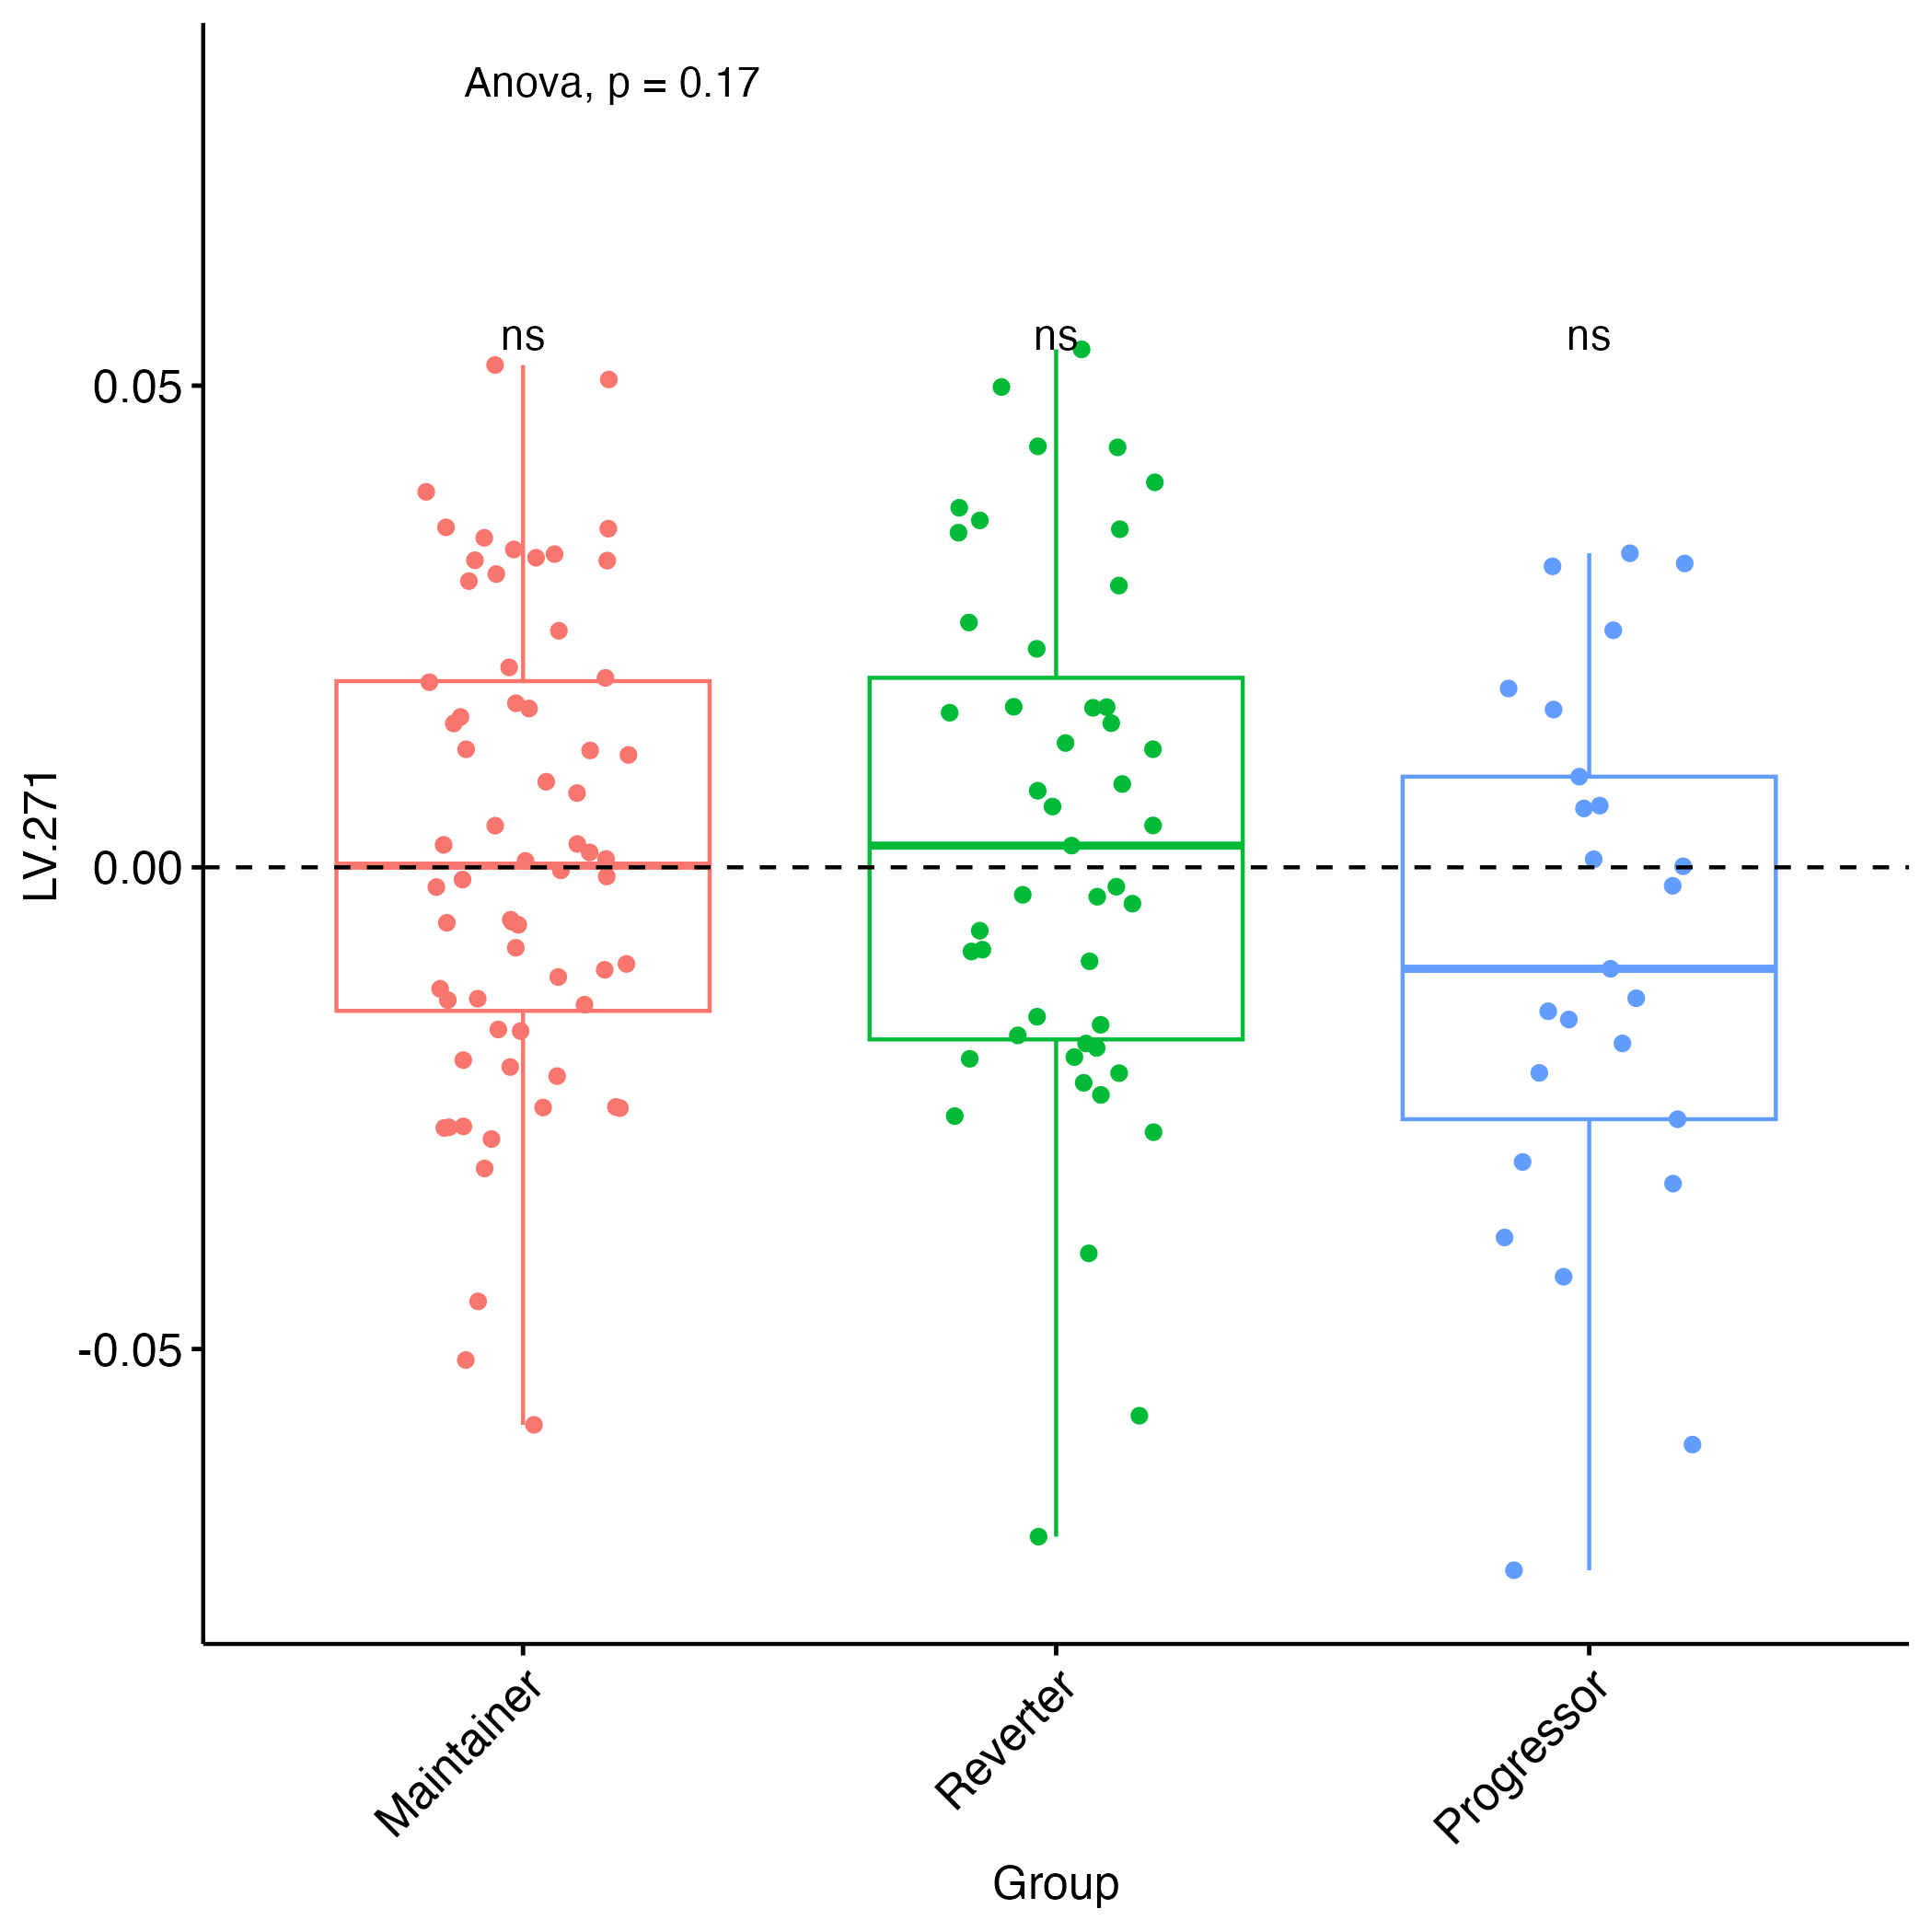 Anova, p = 0.17
ns ns ns
0.05
0.00
-0.05
LV.271
Maintainer
Reverter
Progressor
Group